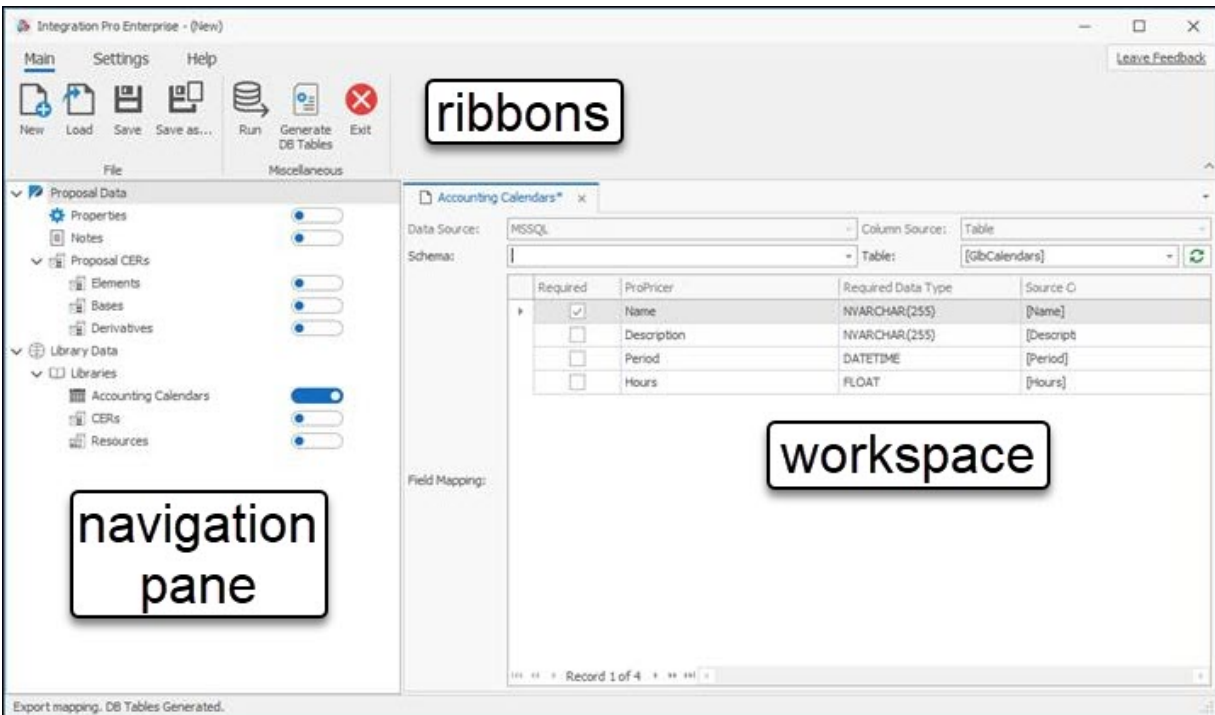 Integration Pro Enterprise - (New)
Main Settings Help
Leave Feedback
New Load Save Save as... Run Generate DB Tables Exit
File Miscellaneous
ribbons
Proposal Data
Properties
Notes
Proposal CERs
Elements
Bases
Derivatives
Library Data
Libraries
Accounting Calendars
CERs
Resources
navigation
pane
Accounting Calendars*
Data Source: MSSQL Column Source: Table
Schema: Table: [GlbCalendars]
Required ProPricer Required Data Type Source C
Name NVARCHAR(255) [Name]
Description NVARCHAR(255) [Descripti
Period DATETIME [Period]
Hours FLOAT [Hours]
workspace
Field Mapping:
Record 1 of 4
Export mapping. DB Tables Generated.